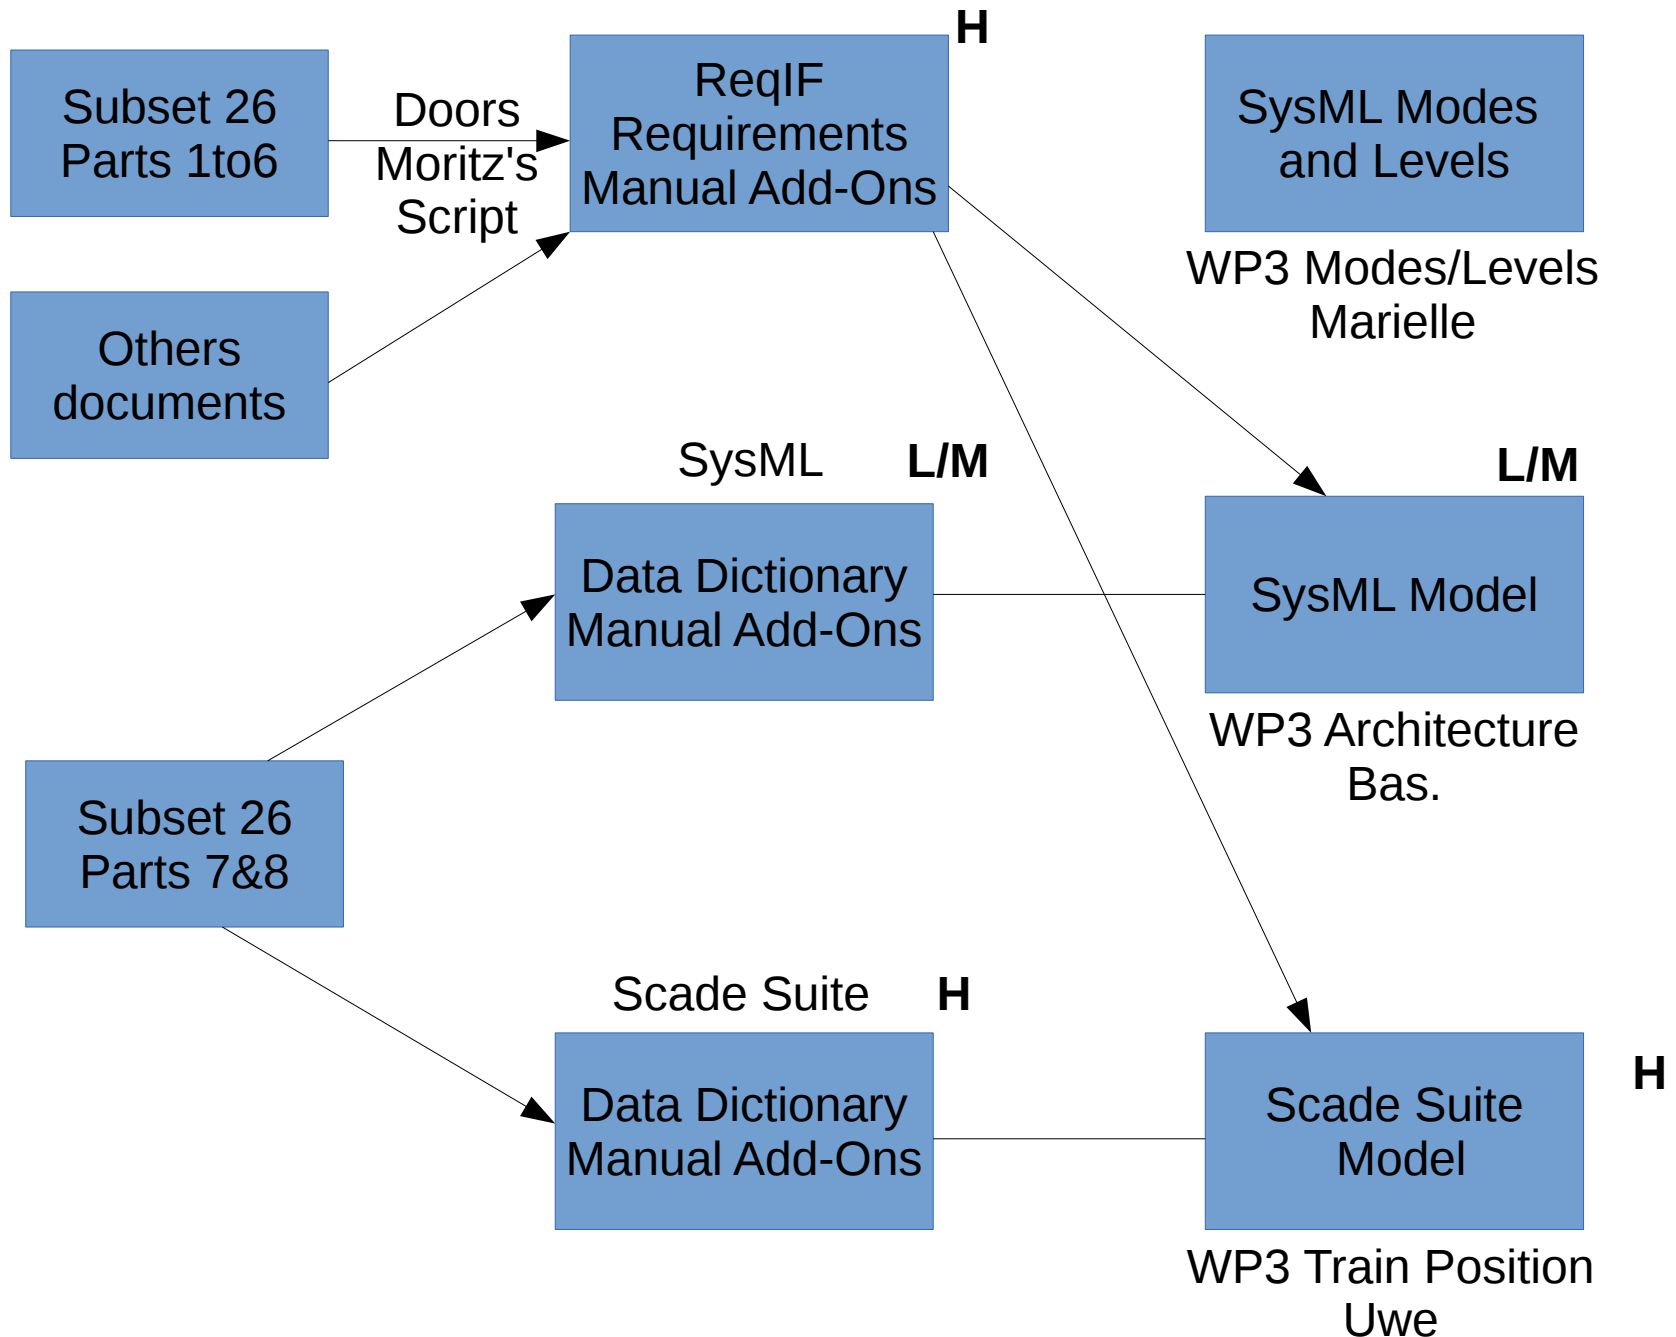 H
Subset 26
Parts 1to6
Doors
Moritz's
Script
ReqIF
Requirements
Manual Add-Ons
SysML Modes
and Levels
WP3 Modes/Levels
Marielle
Others
documents
SysML
L/M
Data Dictionary
Manual Add-Ons
L/M
SysML Model
WP3 Architecture
Bas.
Subset 26
Parts 7&8
Scade Suite
H
Data Dictionary
Manual Add-Ons
Scade Suite
Model
H
WP3 Train Position
Uwe